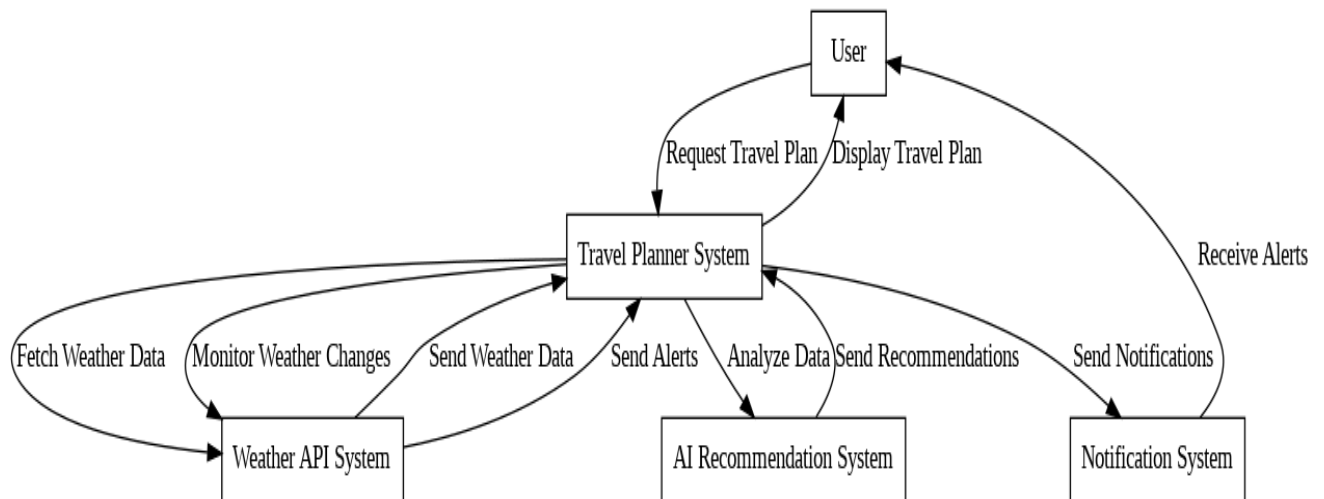 User
Request Travel Plan
Display Travel Plan
Travel Planner System
Receive Alerts
Fetch Weather Data
Monitor Weather Changes
Send Weather Data
Send Alerts
Analyze Data
Send Recommendations
Send Notifications
Weather API System
AI Recommendation System
Notification System